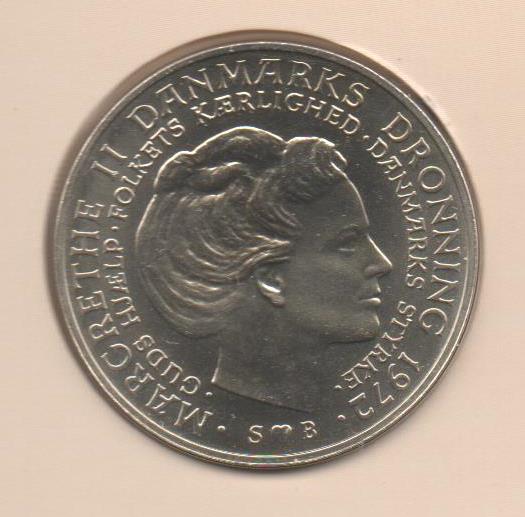 MARGRETHE II DANMARKS DRONNING 1972 ·
· GUDS HJÆLP · FOLKETS KÆRLIGHED · DANMARKS STYRKE ·
· S ♥ B